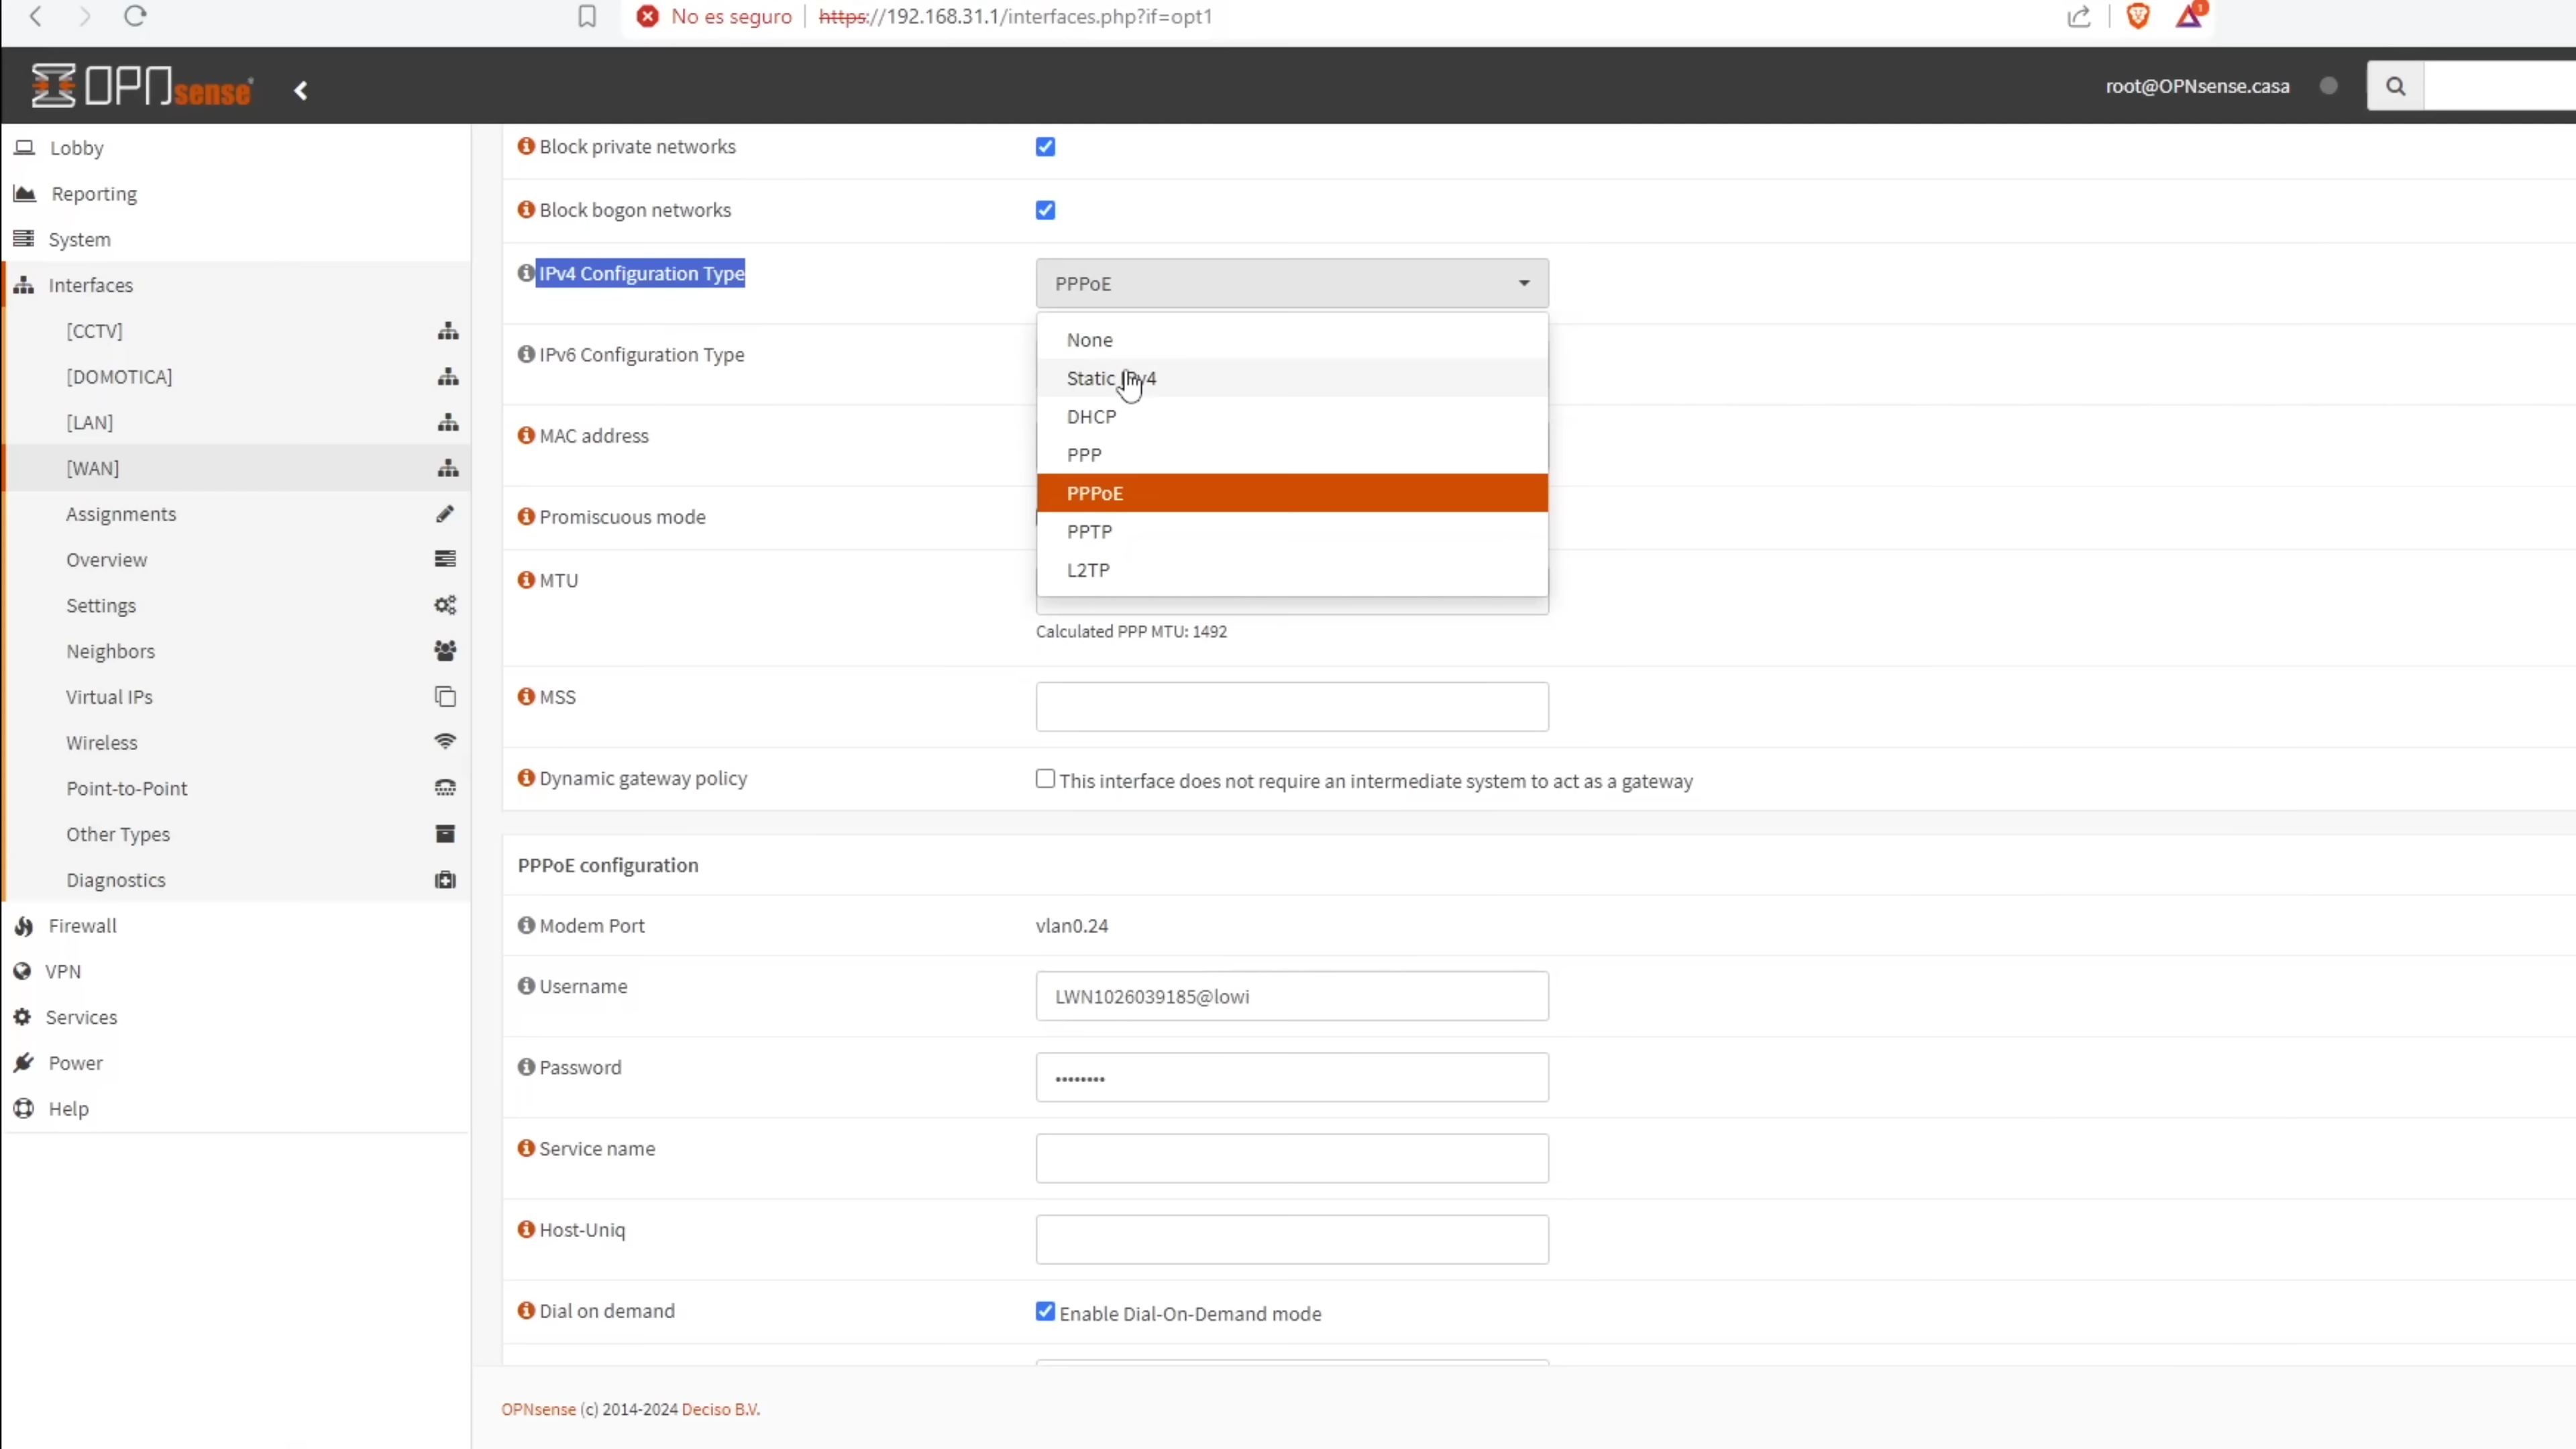 No es seguro https://192.168.31.1/interfaces.php?if=opt1
1
OPNsense
root@OPNsense.casa
Lobby
Reporting
System
Interfaces
[CCTV]
[DOMOTICA]
[LAN]
[WAN]
Assignments
Overview
Settings
Neighbors
Virtual IPs
Wireless
Point-to-Point
Other Types
Diagnostics
Firewall
VPN
Services
Power
Help
Block private networks
Block bogon networks
IPv4 Configuration Type
PPPoE
None
Static IPv4
DHCP
PPP
PPPoE
PPTP
L2TP
IPv6 Configuration Type
MAC address
Promiscuous mode
MTU
Calculated PPP MTU: 1492
MSS
Dynamic gateway policy
This interface does not require an intermediate system to act as a gateway
PPPoE configuration
Modem Port
vlan0.24
Username
LWN1026039185@lowi
Password
••••••••
Service name
Host-Uniq
Dial on demand
Enable Dial-On-Demand mode
OPNsense (c) 2014-2024 Deciso B.V.